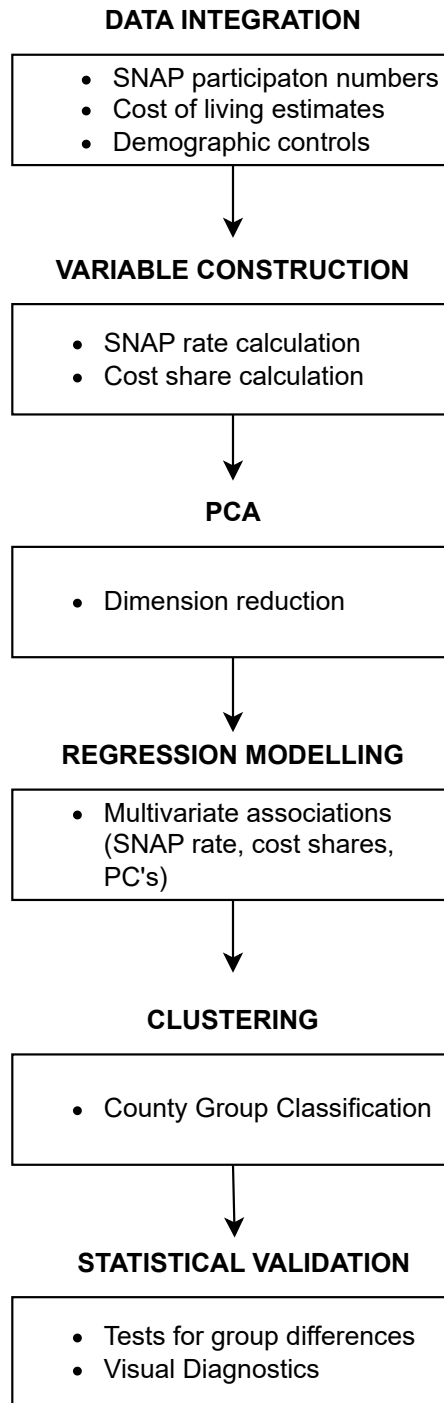 DATA INTEGRATION
• SNAP participaton numbers
• Cost of living estimates
• Demographic controls
VARIABLE CONSTRUCTION
• SNAP rate calculation
• Cost share calculation
PCA
• Dimension reduction
REGRESSION MODELLING
• Multivariate associations
(SNAP rate, cost shares,
PC's)
CLUSTERING
• County Group Classification
STATISTICAL VALIDATION
• Tests for group differences
• Visual Diagnostics